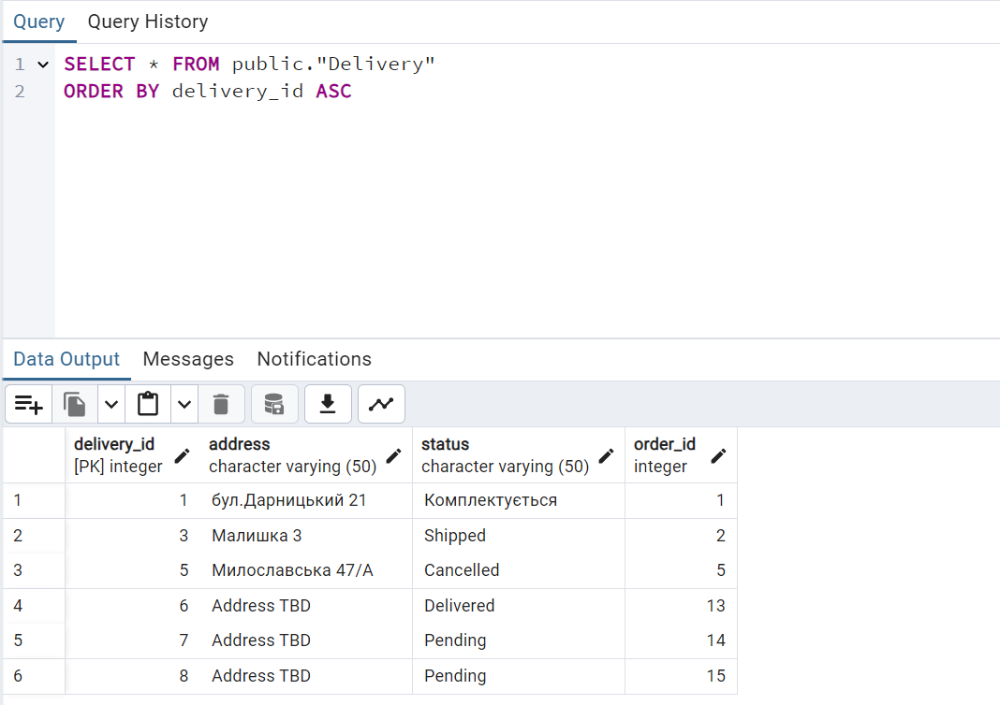 Query Query History
1 SELECT * FROM public."Delivery"
2 ORDER BY delivery_id ASC
Data Output Messages Notifications
delivery_id address status order_id
[PK] integer character varying (50) character varying (50) integer
1 1 бул.Дарницький 21 Комплектується 1
2 3 Малишка 3 Shipped 2
3 5 Милославська 47/А Cancelled 5
4 6 Address TBD Delivered 13
5 7 Address TBD Pending 14
6 8 Address TBD Pending 15